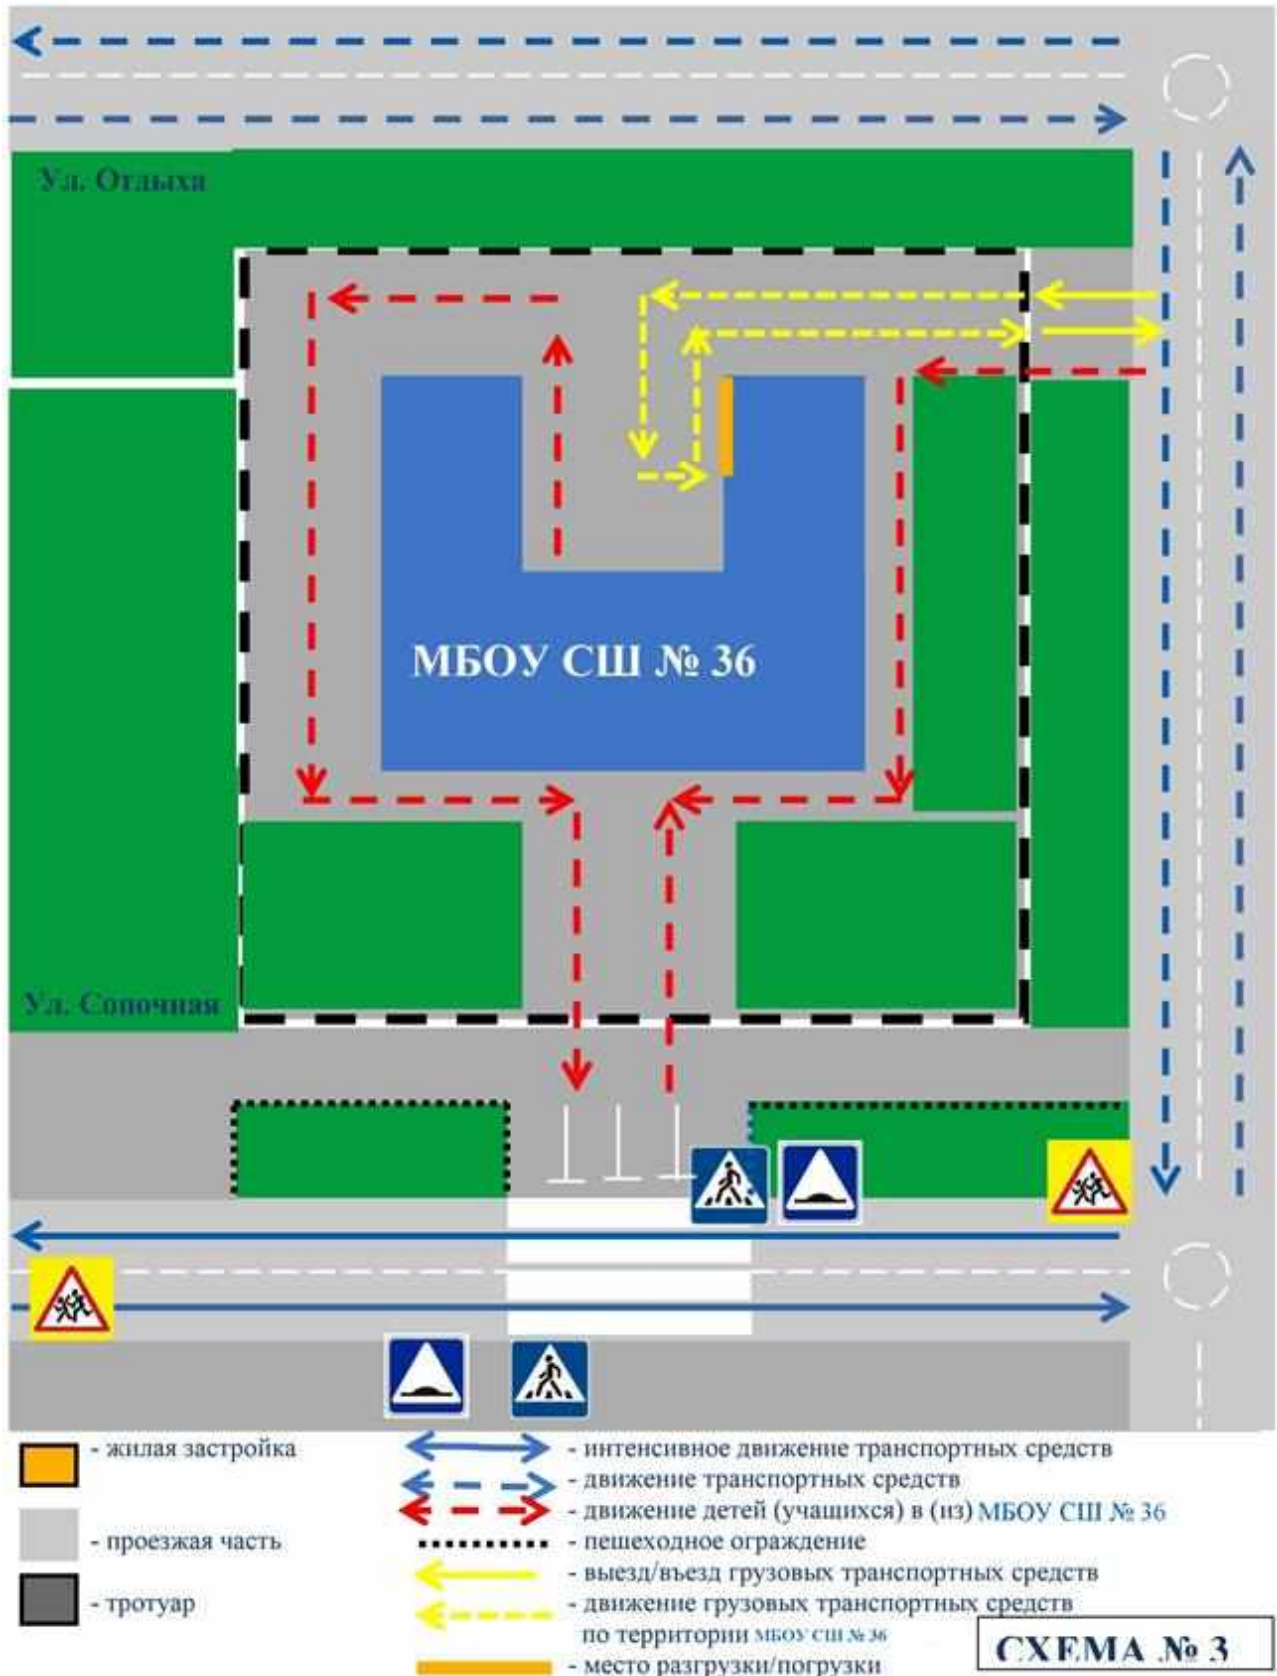 Ул. Отдыха
МБОУ СШ № 36
Ул. Сопочная
- жилая застройка
- проезжая часть
- тротуар
- интенсивное движение транспортных средств
- движение транспортных средств
- движение детей (учащихся) в (из) МБОУ СШ № 36
- пешеходное ограждение
- выезд/въезд грузовых транспортных средств
- движение грузовых транспортных средств
по территории МБОУ СШ № 36
- место разгрузки/погрузки
СХЕМА № 3